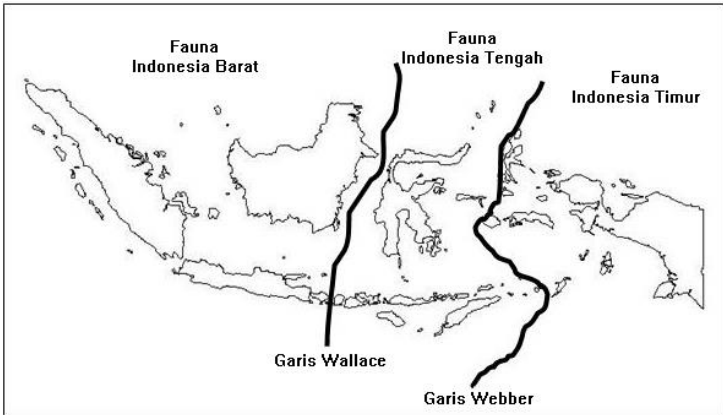 Fauna
Indonesia Barat
Fauna
Indonesia Tengah
Fauna
Indonesia Timur
Garis Wallace
Garis Webber